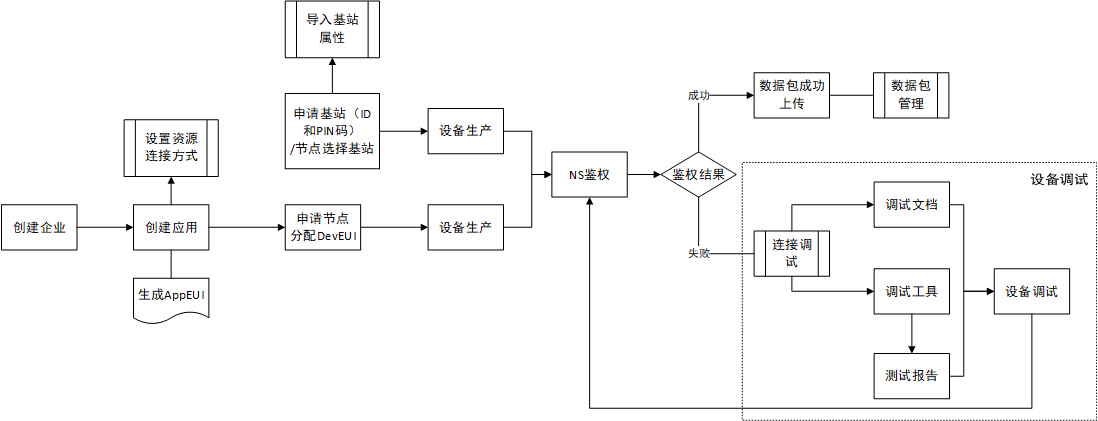 导入基站
属性
申请基站（ID
和PIN码）
/节点选择基站
设备生产
设置资源
连接方式
创建企业
创建应用
生成AppEUI
申请节点
分配DevEUI
设备生产
NS鉴权
鉴权结果
成功
数据包成功
上传
数据包
管理
失败
设备调试
连接调
试
调试文档
调试工具
测试报告
设备调试